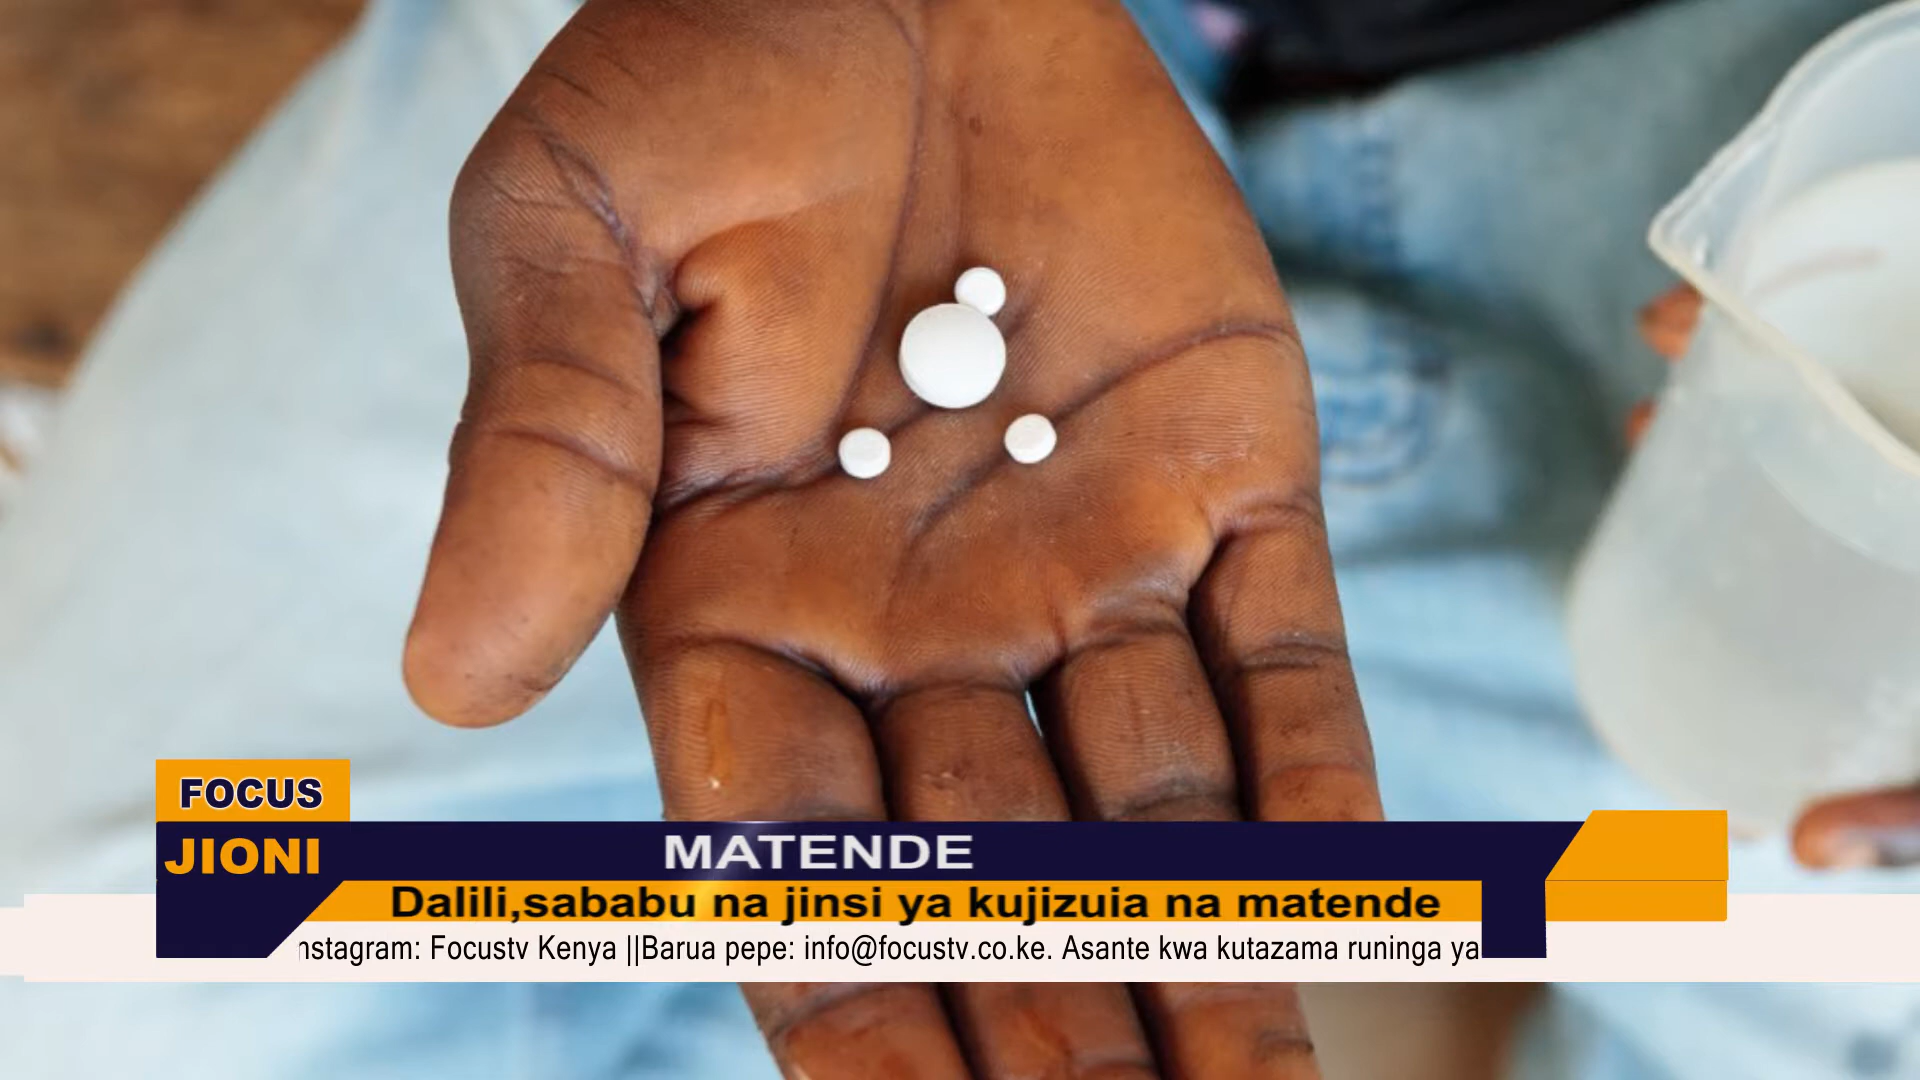 FOCUS
JIONI
MATENDE
Dalili,sababu na jinsi ya kujizuia na matende
nstagram: Focustv Kenya ||Barua pepe: info@focustv.co.ke. Asante kwa kutazama runinga ya